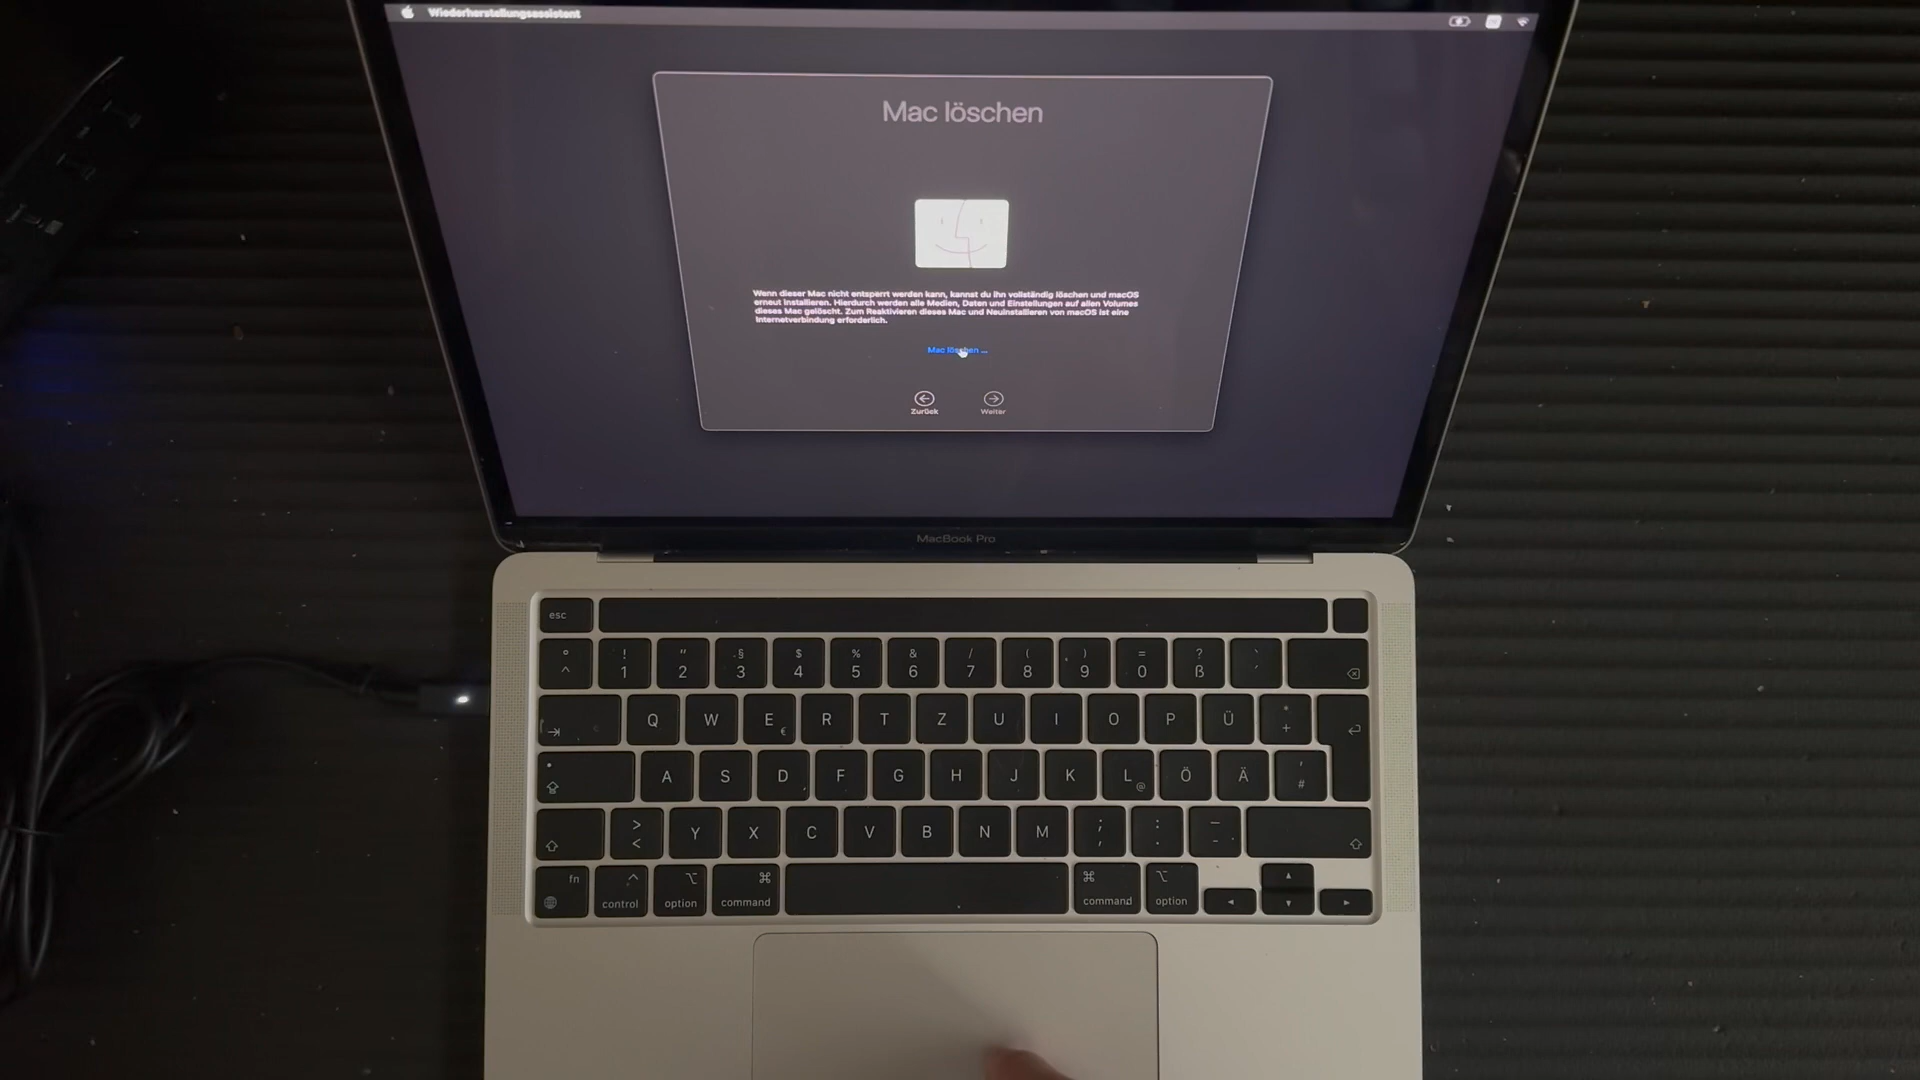 Wiederherstellungsassistent
Mac löschen
Wenn dieser Mac nicht entsperrt werden kann, kannst du ihn vollständig löschen und macOS
erneut installieren. Hierdurch werden alle Medien, Daten und Einstellungen auf allen Volumes
dieses Mac gelöscht. Zum Reaktivieren dieses Mac und Neuinstallieren von macOS ist eine
Internetverbindung erforderlich.
Mac löschen ...
Zurück Weiter
MacBook Pro
esc
° ! " § $ % & / ( ) = ? `
^ 1 2 3 4 5 6 7 8 9 0 ß ´
Q W E € R T Z U I O P Ü * +
A S D F G H J K L @ Ö Ä ' #
> < Y X C V B N M ; , : . _ -
fn ^ ⌥ ⌘ ⌘ ⌥
control option command command option